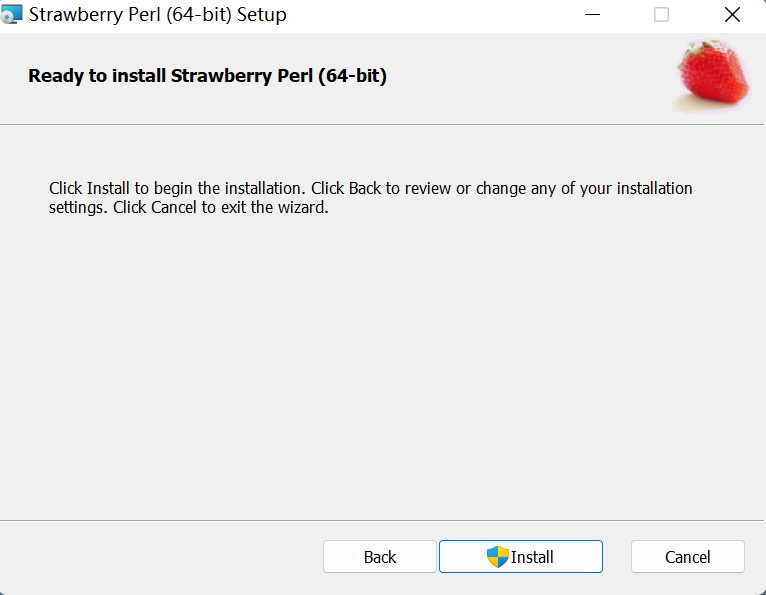 Strawberry Perl (64-bit) Setup
Ready to install Strawberry Perl (64-bit)
Click Install to begin the installation. Click Back to review or change any of your installation
settings. Click Cancel to exit the wizard.
Back
Install
Cancel